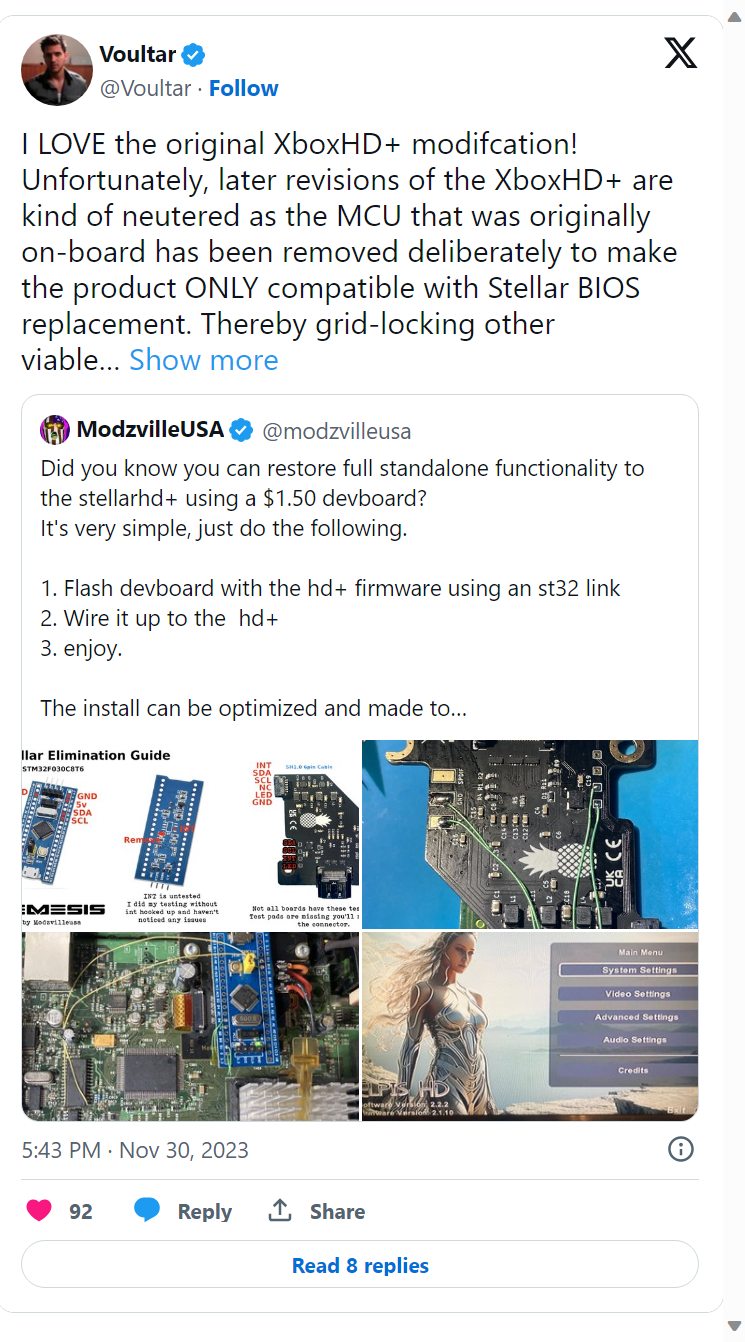 Voultar
@Voultar · Follow
I LOVE the original XboxHD+ modifcation!
Unfortunately, later revisions of the XboxHD+ are
kind of neutered as the MCU that was originally
on-board has been removed deliberately to make
the product ONLY compatible with Stellar BIOS
replacement. Thereby grid-locking other
viable... Show more
ModzvilleUSA @modzvilleusa
Did you know you can restore full standalone functionality to
the stellarhd+ using a $1.50 devboard?
It's very simple, just do the following.
1. Flash devboard with the hd+ firmware using an st32 link
2. Wire it up to the hd+
3. enjoy.
The install can be optimized and made to...
llar Elimination Guide
STM32F030C8T6
GND
5v
SDA
SCL
Remo
INT is untested
I did my testing without
int hooked up and haven't
noticed any issues
EMESIS
by Modzvilleusa
SH1.0 6pin Cable
INT
SDA
SCL
NC
LED
GND
Not all boards have these tes
Test pads are missing you'll
the connector.
UK
CA
CE
Main Menu
System Settings
Video Settings
Advanced Settings
Audio Settings
Credits
LPIS HD
oftware Version: 2.2.2
mware Version: 2.1.10
Exit
5:43 PM · Nov 30, 2023
92 Reply Share
Read 8 replies